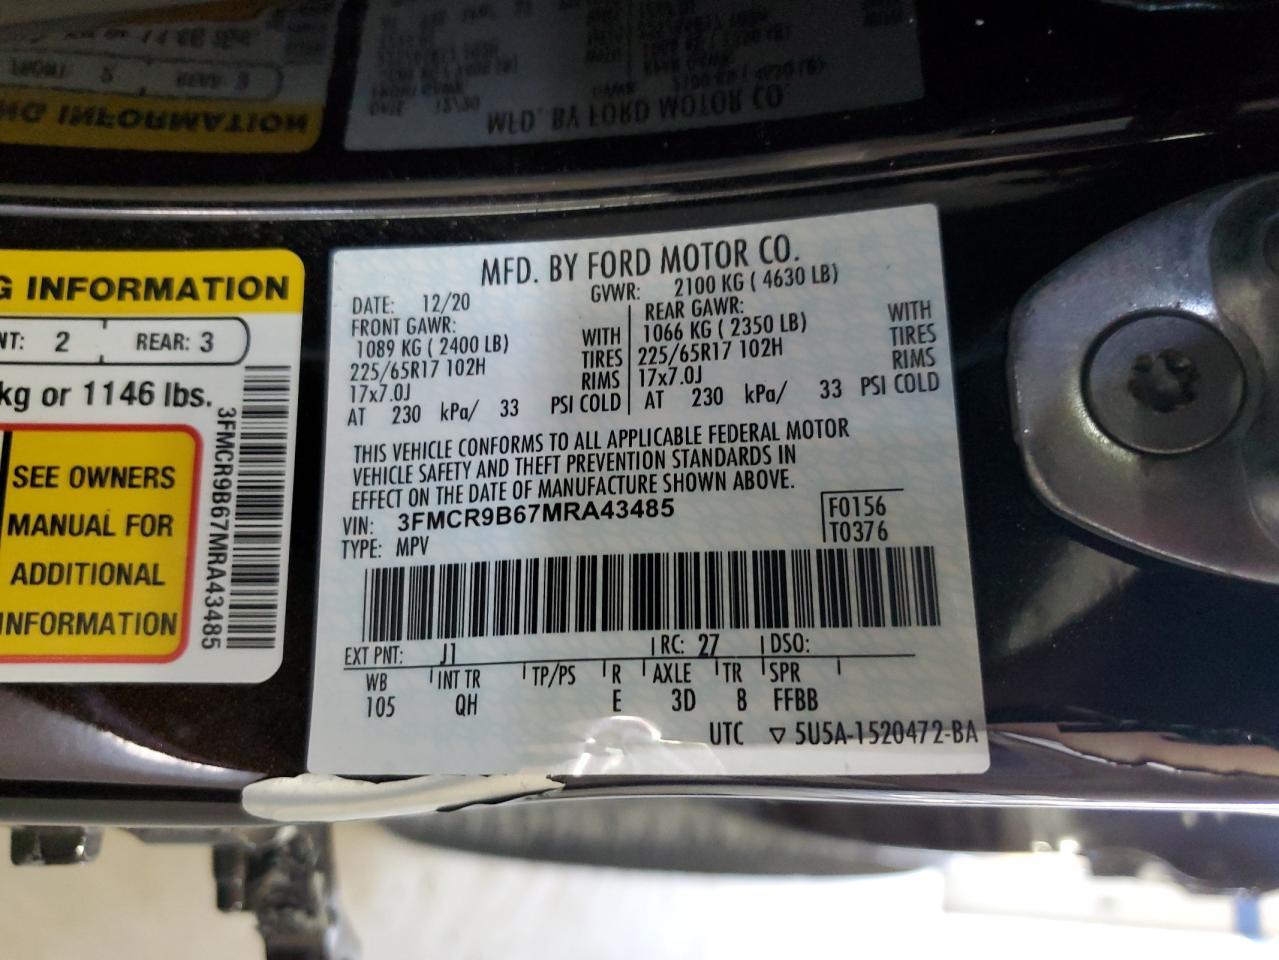 G INFORMATION
NT: 2 REAR: 3
kg or 1146 lbs.
SEE OWNERS
MANUAL FOR
ADDITIONAL
INFORMATION
3FMCR9B67MRA43485
MFD. BY FORD MOTOR CO.
DATE: 12/20 GVWR: 2100 KG ( 4630 LB)
FRONT GAWR: REAR GAWR:
1089 KG ( 2400 LB) WITH 1066 KG ( 2350 LB) WITH
225/65R17 102H TIRES 225/65R17 102H TIRES
17x7.0J RIMS 17x7.0J RIMS
AT 230 kPa/ 33 PSI COLD AT 230 kPa/ 33 PSI COLD
THIS VEHICLE CONFORMS TO ALL APPLICABLE FEDERAL MOTOR
VEHICLE SAFETY AND THEFT PREVENTION STANDARDS IN
EFFECT ON THE DATE OF MANUFACTURE SHOWN ABOVE.
VIN: 3FMCR9B67MRA43485 F0156
TYPE: MPV T0376
EXT PNT: J1 RC: 27 DSO:
WB INT TR TP/PS R AXLE TR SPR
105 QH E 3D 8 FFBB
UTC ▽ 5U5A-1520472-BA